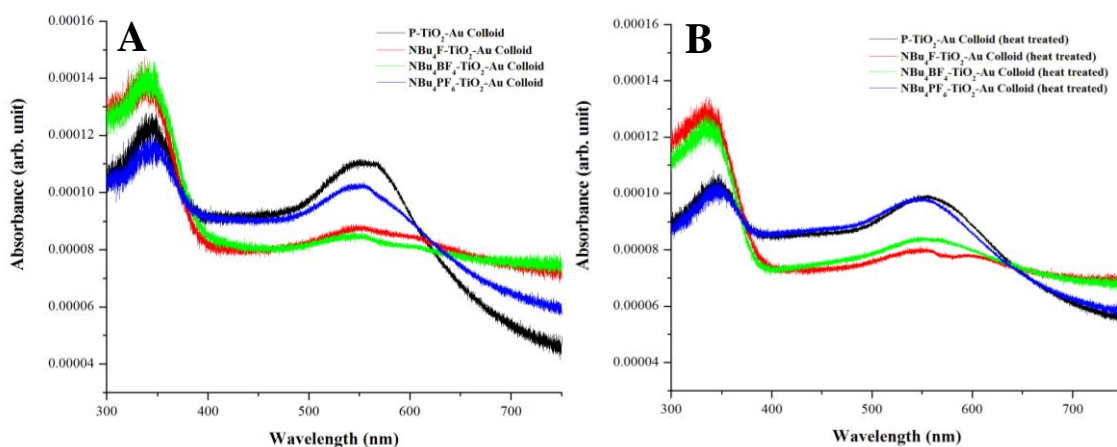 A
P-TiO₂-Au Colloid
NBu₄F-TiO₂-Au Colloid
NBu₄BF₄-TiO₂-Au Colloid
NBu₄PF₆-TiO₂-Au Colloid
0.00016
0.00014
0.00012
0.00010
0.00008
0.00006
0.00004
Absorbance (arb. unit)
300
400
500
600
700
Wavelength (nm)
B
P-TiO₂-Au Colloid (heat treated)
NBu₄F-TiO₂-Au Colloid (heat treated)
NBu₄BF₄-TiO₂-Au Colloid (heat treated)
NBu₄PF₆-TiO₂-Au Colloid (heat treated)
0.00016
0.00014
0.00012
0.00010
0.00008
0.00006
0.00004
Absorbance (arb. unit)
300
400
500
600
700
Wavelength (nm)